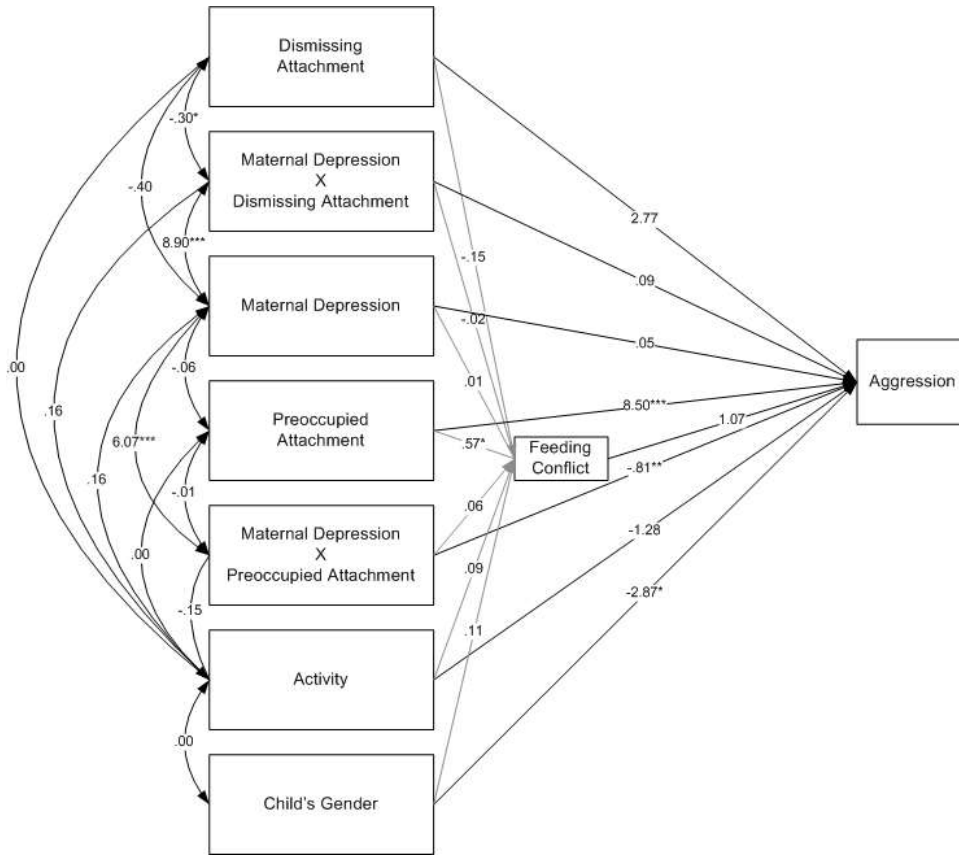 Dismissing
Attachment
-.30*
Maternal Depression
X
Dismissing Attachment
-.40
2.77
8.90***
-.15
.09
Maternal Depression
-.02
.05
.00
-.06
.01
Aggression
.16
Preoccupied
Attachment
8.50***
1.07
6.07***
.57*
Feeding
Conflict
-.81**
.16
-.01
.06
Maternal Depression
X
Preoccupied Attachment
.00
-1.28
.09
-.15
-2.87*
.11
Activity
.00
Child's Gender